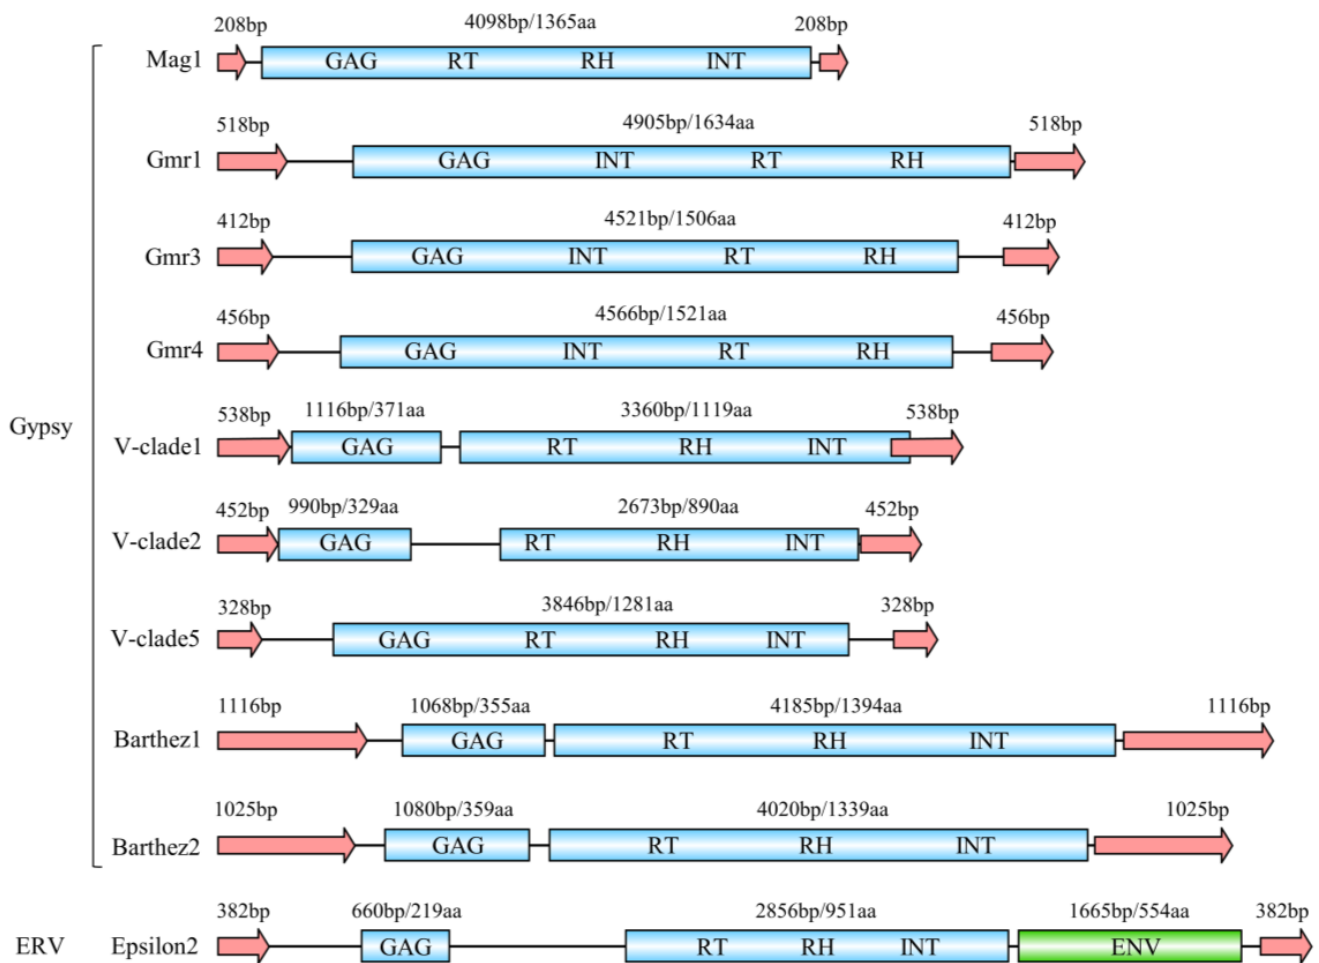 208bp 4098bp/1365aa 208bp
Mag1 GAG RT RH INT
518bp 4905bp/1634aa 518bp
Gmr1 GAG INT RT RH
412bp 4521bp/1506aa 412bp
Gmr3 GAG INT RT RH
456bp 4566bp/1521aa 456bp
Gmr4 GAG INT RT RH
Gypsy
538bp 1116bp/371aa 3360bp/1119aa 538bp
V-clade1 GAG RT RH INT
452bp 990bp/329aa 2673bp/890aa 452bp
V-clade2 GAG RT RH INT
328bp 3846bp/1281aa 328bp
V-clade5 GAG RT RH INT
1116bp 1068bp/355aa 4185bp/1394aa 1116bp
Barthez1 GAG RT RH INT
1025bp 1080bp/359aa 4020bp/1339aa 1025bp
Barthez2 GAG RT RH INT
382bp 660bp/219aa 2856bp/951aa 1665bp/554aa 382bp
ERV Epsilon2 GAG RT RH INT ENV